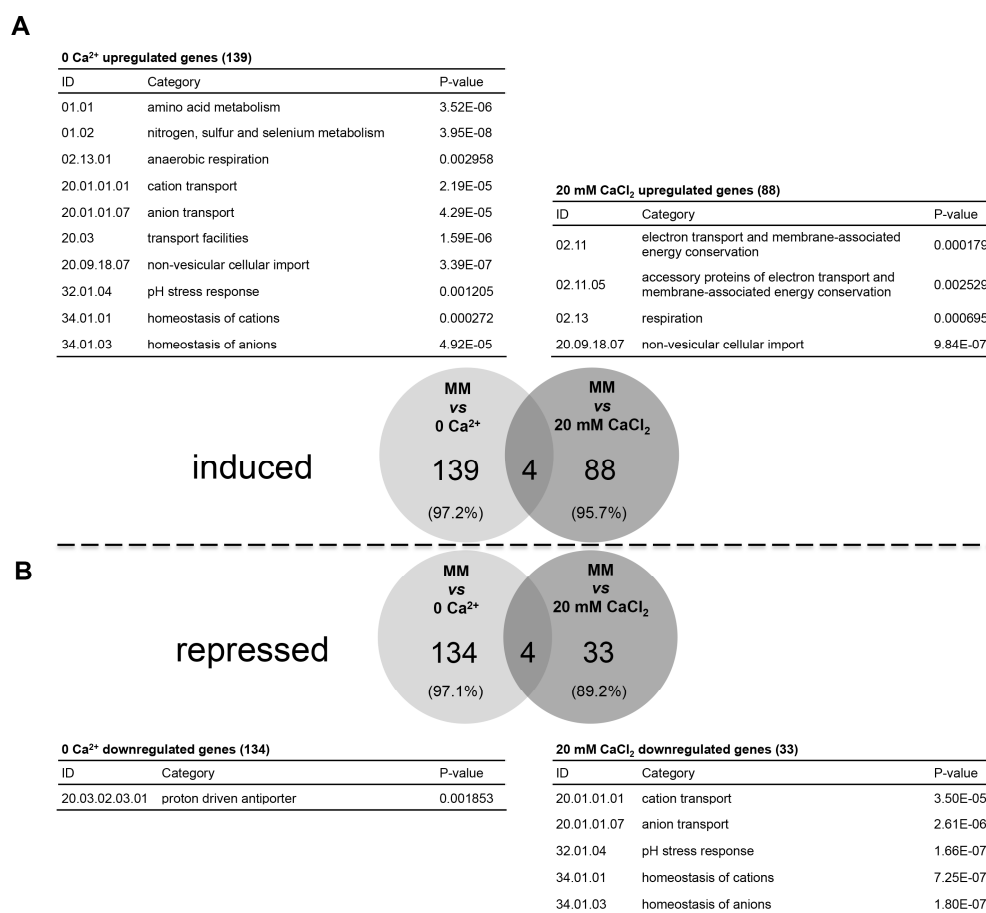 A
0 Ca²⁺ upregulated genes (139)
ID Category P-value
01.01 amino acid metabolism 3.52E-06
01.02 nitrogen, sulfur and selenium metabolism 3.95E-08
02.13.01 anaerobic respiration 0.002958
20.01.01.01 cation transport 2.19E-05
20.01.01.07 anion transport 4.29E-05
20.03 transport facilities 1.59E-06
20.09.18.07 non-vesicular cellular import 3.39E-07
32.01.04 pH stress response 0.001205
34.01.01 homeostasis of cations 0.000272
34.01.03 homeostasis of anions 4.92E-05
20 mM CaCl₂ upregulated genes (88)
ID Category P-value
02.11 electron transport and membrane-associated
energy conservation 0.000179
02.11.05 accessory proteins of electron transport and
membrane-associated energy conservation 0.002529
02.13 respiration 0.000695
20.09.18.07 non-vesicular cellular import 9.84E-07
induced
MM
vs
0 Ca²⁺
139
(97.2%)
4
MM
vs
20 mM CaCl₂
88
(95.7%)
B
repressed
MM
vs
0 Ca²⁺
134
(97.1%)
4
MM
vs
20 mM CaCl₂
33
(89.2%)
0 Ca²⁺ downregulated genes (134)
ID Category P-value
20.03.02.03.01 proton driven antiporter 0.001853
20 mM CaCl₂ downregulated genes (33)
ID Category P-value
20.01.01.01 cation transport 3.50E-05
20.01.01.07 anion transport 2.61E-06
32.01.04 pH stress response 1.66E-07
34.01.01 homeostasis of cations 7.25E-07
34.01.03 homeostasis of anions 1.80E-07